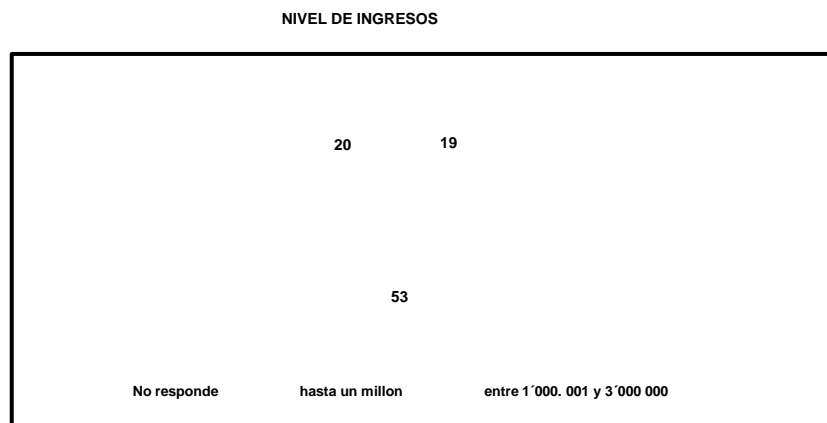 NIVEL DE INGRESOS
20 19
53
No responde hasta un millon entre 1´000. 001 y 3´000 000